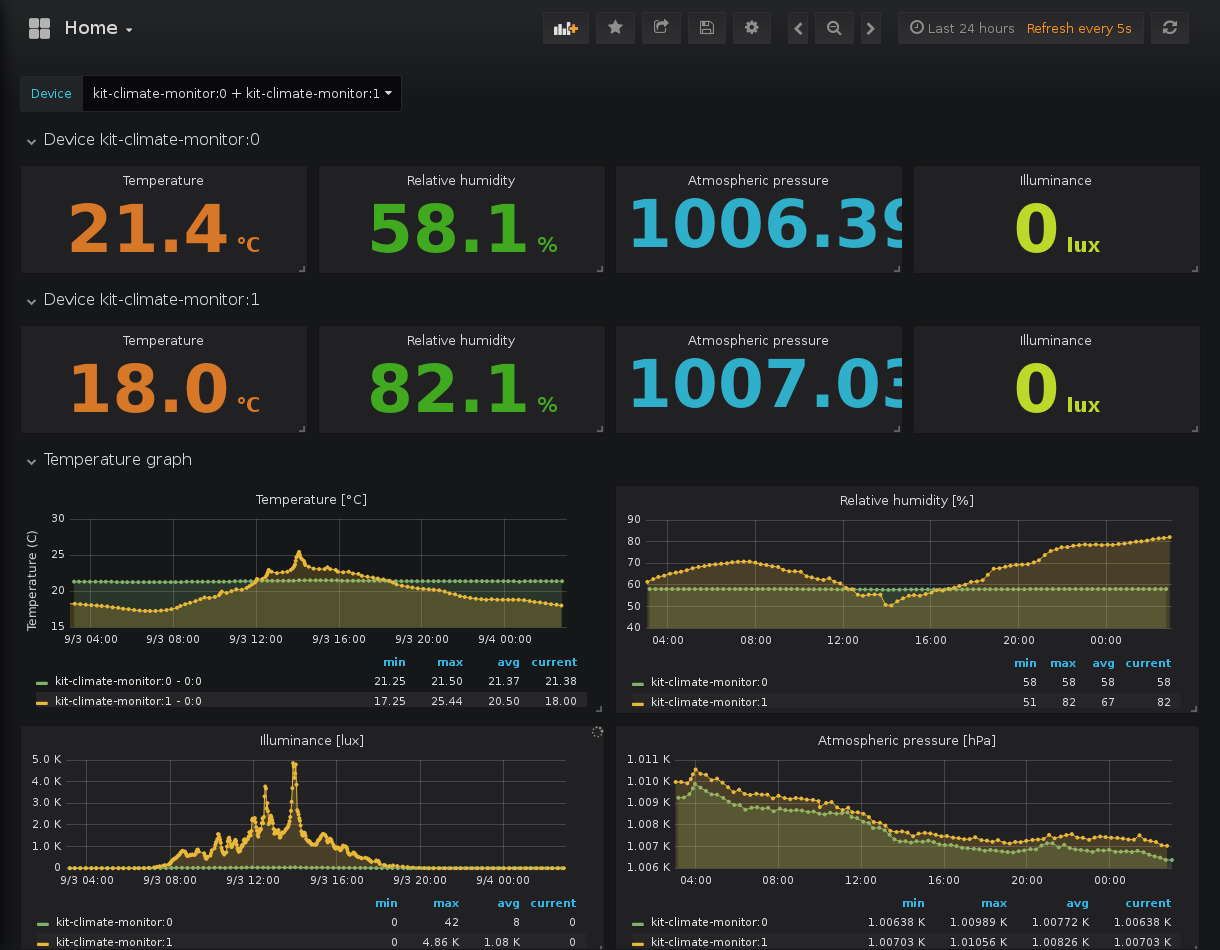 Home
Last 24 hours Refresh every 5s
Device kit-climate-monitor:0 + kit-climate-monitor:1
Device kit-climate-monitor:0
Temperature Relative humidity Atmospheric pressure Illuminance
21.4 °C 58.1 % 1006.39 0 lux
Device kit-climate-monitor:1
Temperature Relative humidity Atmospheric pressure Illuminance
18.0 °C 82.1 % 1007.03 0 lux
Temperature graph
Temperature [°C]
Temperature (C)
30
25
20
15
9/3 04:00 9/3 08:00 9/3 12:00 9/3 16:00 9/3 20:00 9/4 00:00
min max avg current
kit-climate-monitor:0 - 0:0 21.25 21.50 21.37 21.38
kit-climate-monitor:1 - 0:0 17.25 25.44 20.50 18.00
Relative humidity [%]
90
80
70
60
50
40
04:00 08:00 12:00 16:00 20:00 00:00
min max avg current
kit-climate-monitor:0 58 58 58 58
kit-climate-monitor:1 51 82 67 82
Illuminance [lux]
5.0 K
4.0 K
3.0 K
2.0 K
1.0 K
0
9/3 04:00 9/3 08:00 9/3 12:00 9/3 16:00 9/3 20:00 9/4 00:00
min max avg current
kit-climate-monitor:0 0 42 8 0
kit-climate-monitor:1 0 4.86 K 1.08 K 0
Atmospheric pressure [hPa]
1.011 K
1.010 K
1.009 K
1.008 K
1.007 K
1.006 K
04:00 08:00 12:00 16:00 20:00 00:00
min max avg current
kit-climate-monitor:0 1.00638 K 1.00989 K 1.00772 K 1.00638 K
kit-climate-monitor:1 1.00703 K 1.01056 K 1.00826 K 1.00703 K